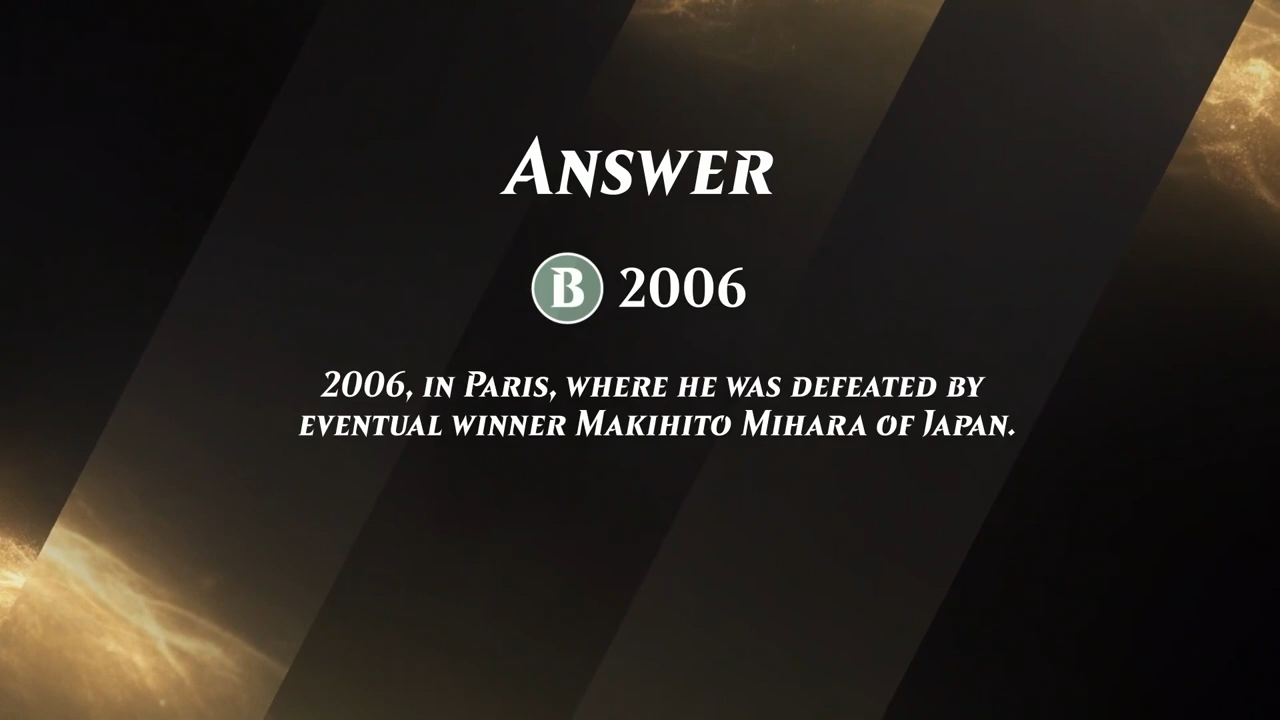 Answer
B 2006
2006, in Paris, where he was defeated by
eventual winner Makihito Mihara of Japan.